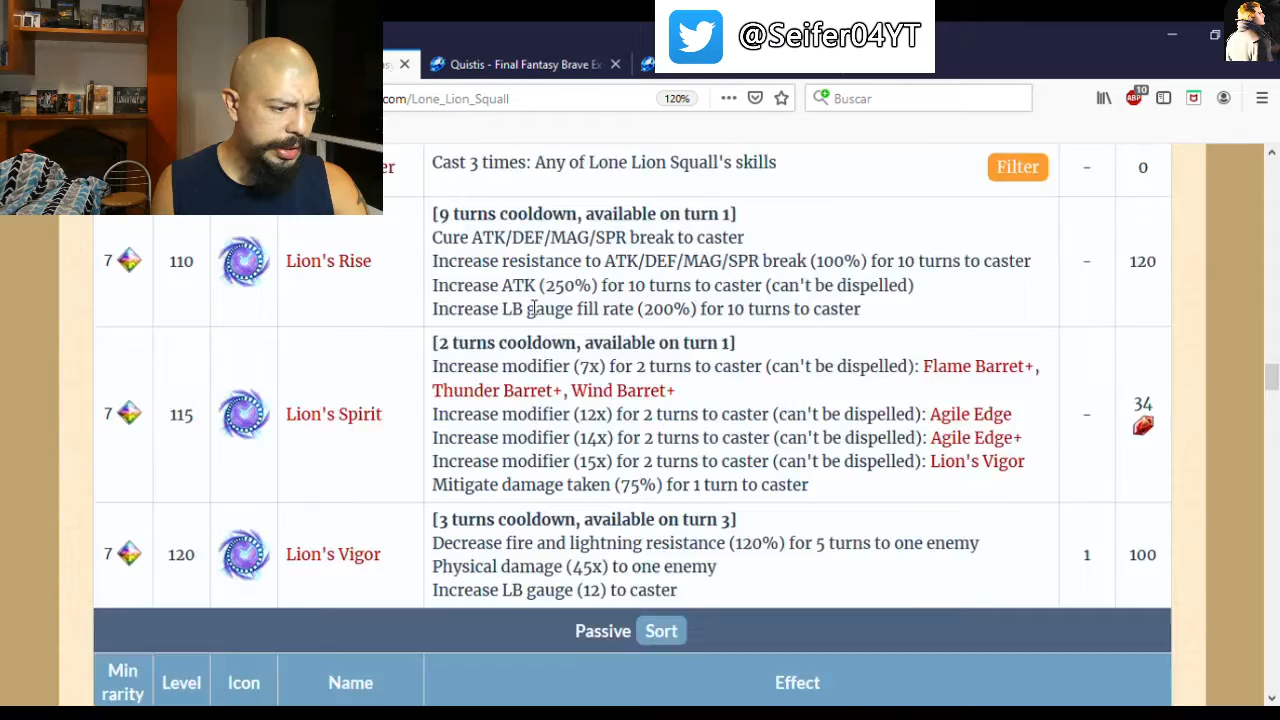 @Seifer04YT
Quistis - Final Fantasy Brave Ex
.com/Lone_Lion_Squall
120%
Buscar
ABP
10
Cast 3 times: Any of Lone Lion Squall's skills
Filter
-
0
7
110
Lion's Rise
[9 turns cooldown, available on turn 1]
Cure ATK/DEF/MAG/SPR break to caster
Increase resistance to ATK/DEF/MAG/SPR break (100%) for 10 turns to caster
Increase ATK (250%) for 10 turns to caster (can't be dispelled)
Increase LB gauge fill rate (200%) for 10 turns to caster
-
120
7
115
Lion's Spirit
[2 turns cooldown, available on turn 1]
Increase modifier (7x) for 2 turns to caster (can't be dispelled): Flame Barret+,
Thunder Barret+, Wind Barret+
Increase modifier (12x) for 2 turns to caster (can't be dispelled): Agile Edge
Increase modifier (14x) for 2 turns to caster (can't be dispelled): Agile Edge+
Increase modifier (15x) for 2 turns to caster (can't be dispelled): Lion's Vigor
Mitigate damage taken (75%) for 1 turn to caster
-
34
7
120
Lion's Vigor
[3 turns cooldown, available on turn 3]
Decrease fire and lightning resistance (120%) for 5 turns to one enemy
Physical damage (45x) to one enemy
Increase LB gauge (12) to caster
1
100
Passive Sort
Min
rarity
Level
Icon
Name
Effect